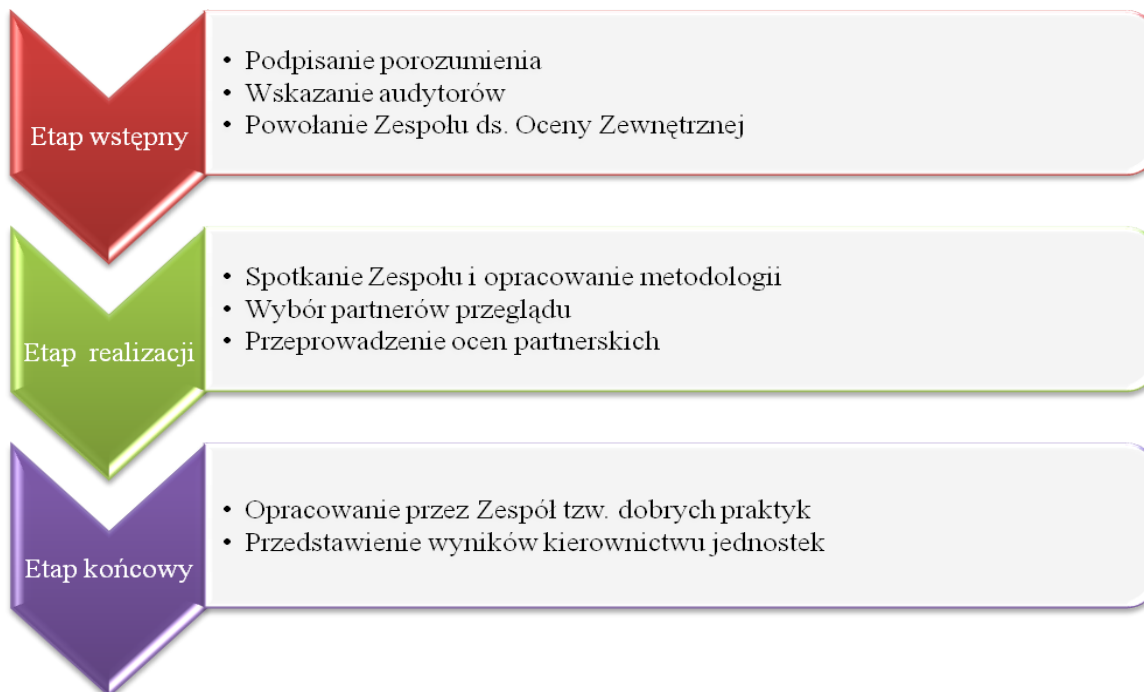 Etap wstępny
• Podpisanie porozumienia
• Wskazanie audytorów
• Powołanie Zespołu ds. Oceny Zewnętrznej
Etap realizacji
• Spotkanie Zespołu i opracowanie metodologii
• Wybór partnerów przeglądu
• Przeprowadzenie ocen partnerskich
Etap końcowy
• Opracowanie przez Zespół tzw. dobrych praktyk
• Przedstawienie wyników kierownictwu jednostek